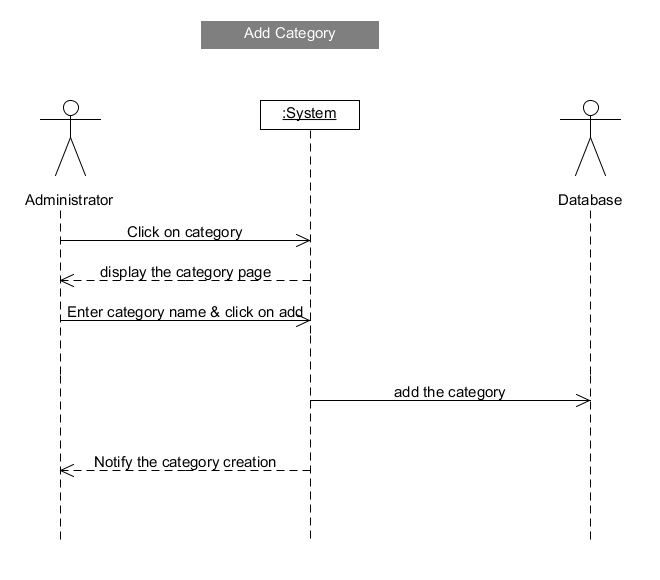 Add Category
:System
Administrator
Database
Click on category
display the category page
Enter category name & click on add
add the category
Notify the category creation